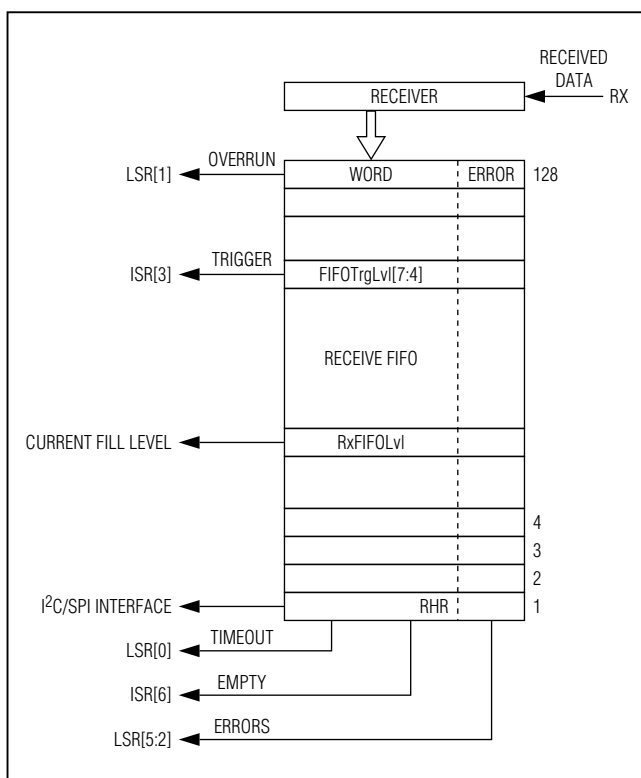 RECEIVED
DATA
RECEIVER
RX
OVERRUN
LSR[1]
WORD
ERROR
128
TRIGGER
ISR[3]
FIFOTrgLvl[7:4]
RECEIVE FIFO
CURRENT FILL LEVEL
RxFIFOLvl
4
3
2
I²C/SPI INTERFACE
RHR
1
TIMEOUT
LSR[0]
EMPTY
ISR[6]
ERRORS
LSR[5:2]